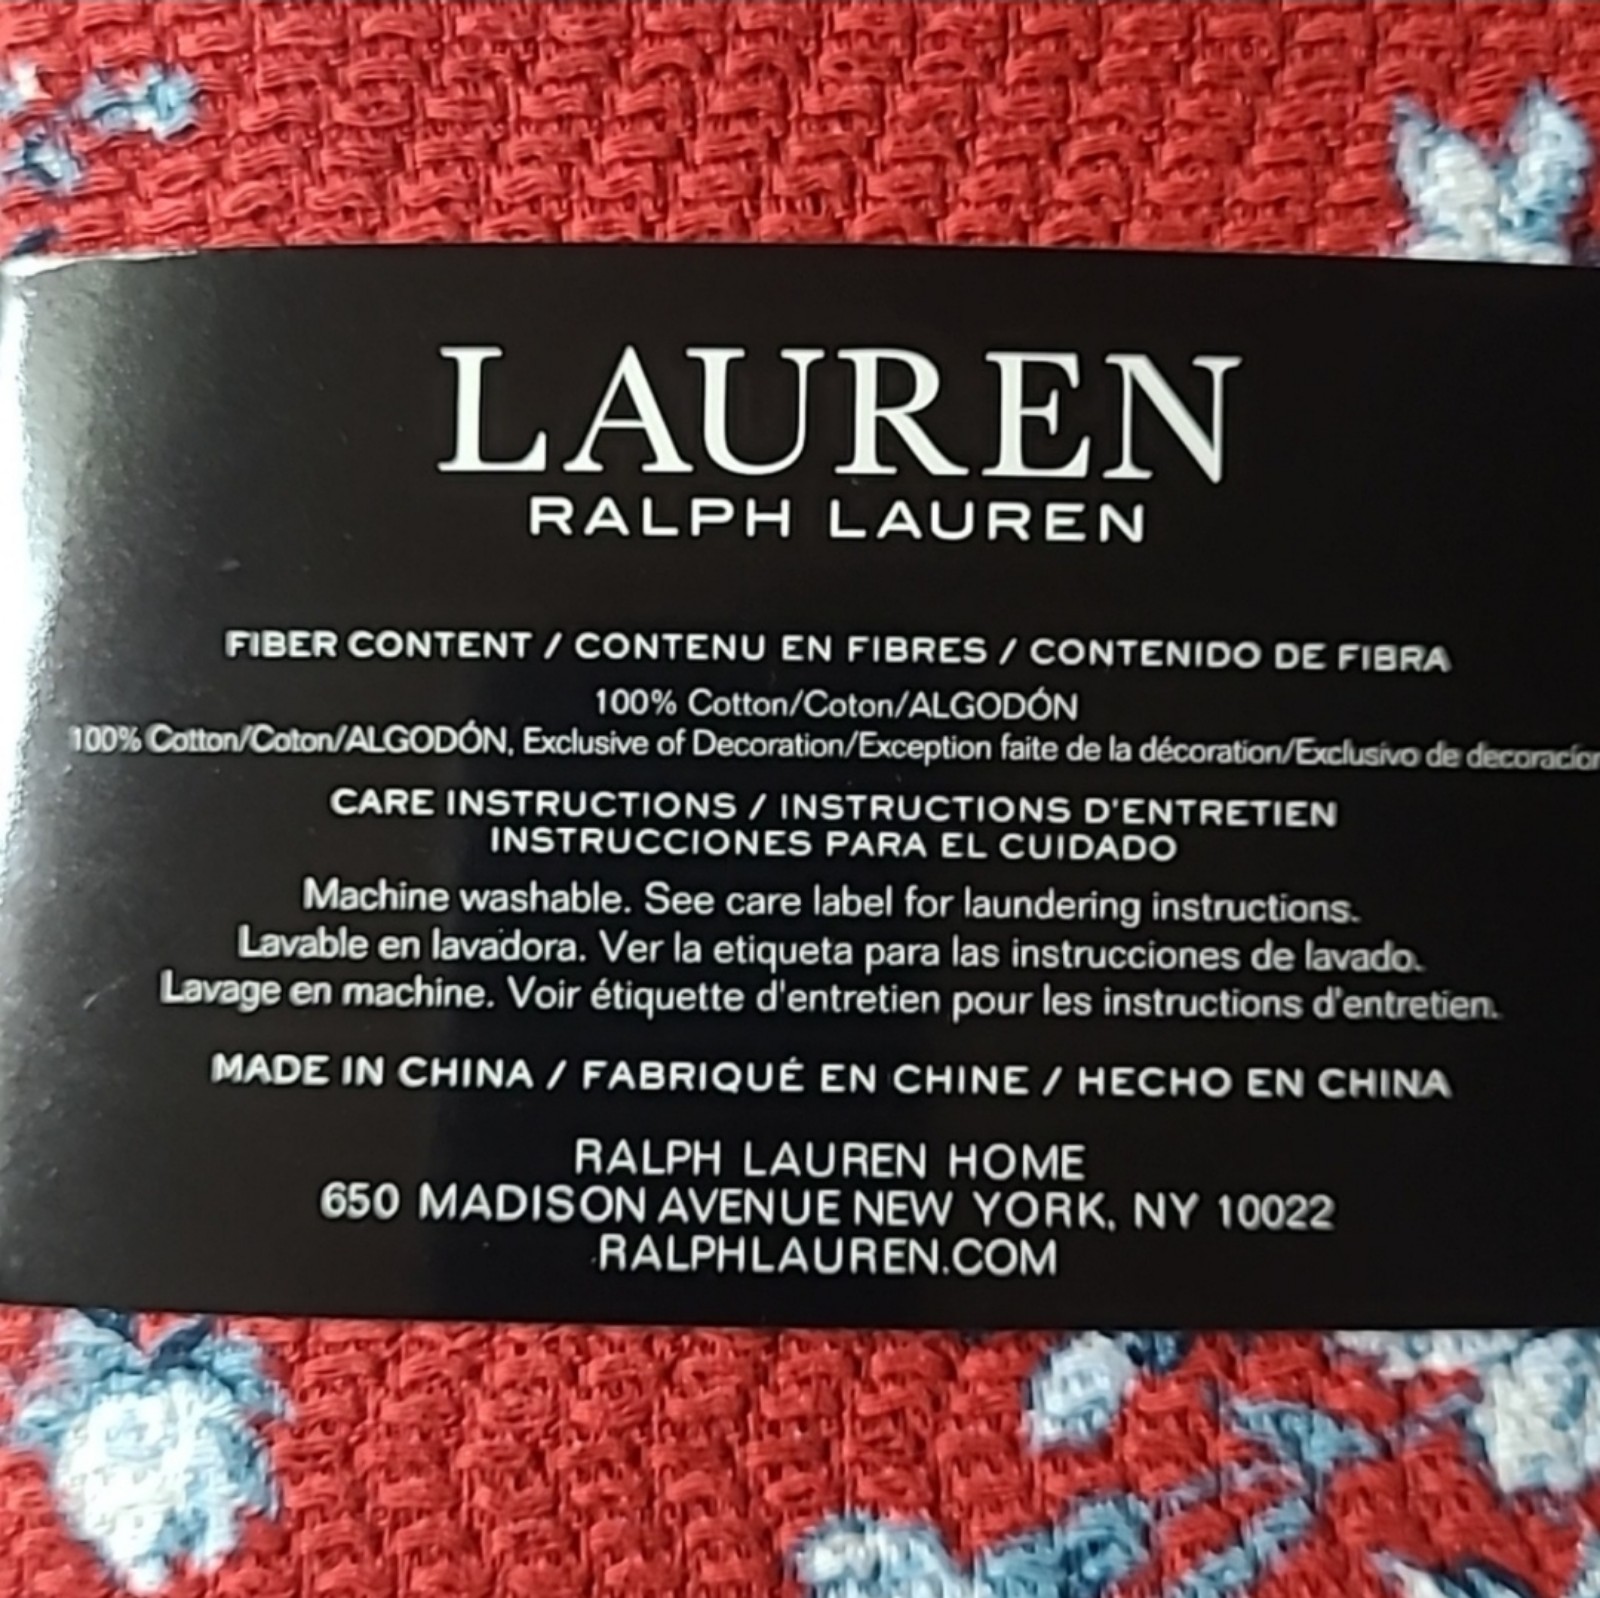 LAUREN
RALPH LAUREN
FIBER CONTENT / CONTENU EN FIBRES / CONTENIDO DE FIBRA
100% Cotton/Coton/ALGODÓN
100% Cotton/Coton/ALGODÓN, Exclusive of Decoration/Exception faite de la décoration/Exclusivo de decoracion
CARE INSTRUCTIONS / INSTRUCTIONS D'ENTRETIEN
INSTRUCCIONES PARA EL CUIDADO
Machine washable. See care label for laundering instructions.
Lavable en lavadora. Ver la etiqueta para las instrucciones de lavado.
Lavage en machine. Voir étiquette d'entretien pour les instructions d'entretien.
MADE IN CHINA / FABRIQUÉ EN CHINE / HECHO EN CHINA
RALPH LAUREN HOME
650 MADISON AVENUE NEW YORK, NY 10022
RALPHLAUREN.COM